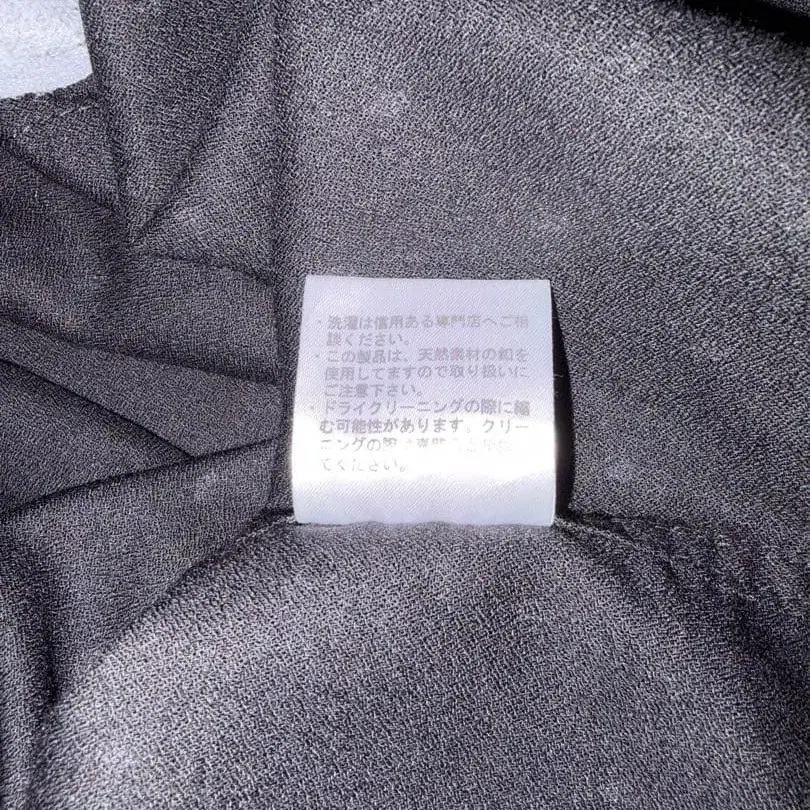 ・洗濯は信用ある専門店へご相
談ください。
・この製品は、天然素材の釦を
使用してますので取り扱いに
ご注意下さい。
・ドライクリーニングの際に縮
む可能性があります。クリー
ニングの際は専門
てください。